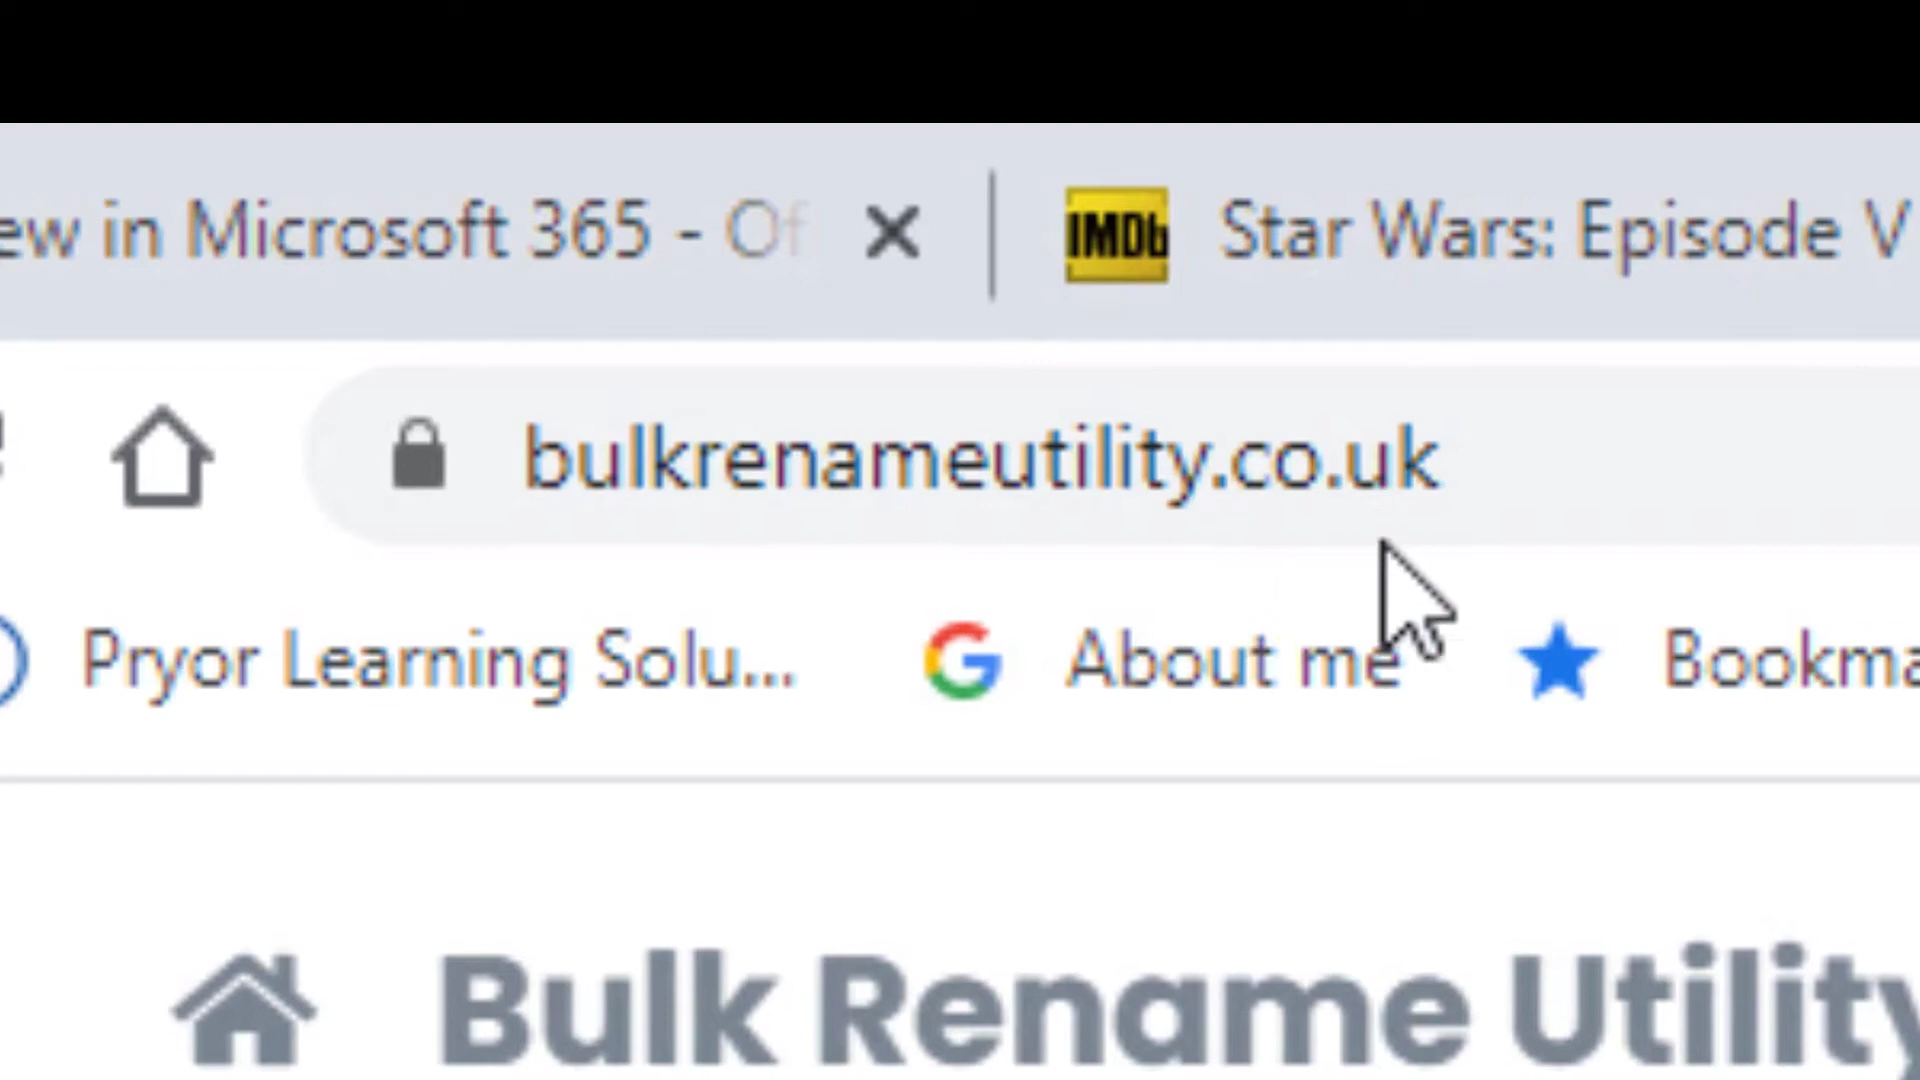 ew in Microsoft 365 - Of
IMDb Star Wars: Episode V
bulkrenameutility.co.uk
Pryor Learning Solu... About me Bookma
Bulk Rename Utility